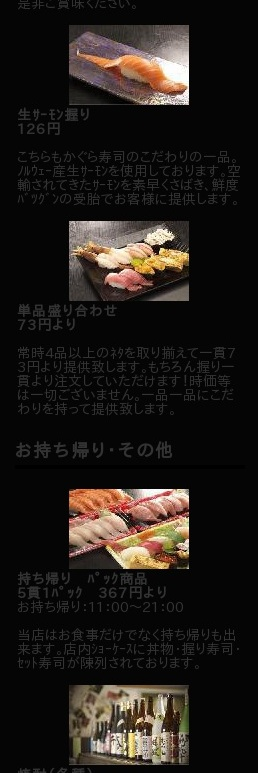 是非ご賞味ください。
生ｻｰﾓﾝ握り
126円
こちらもかぐら寿司のこだわりの一品。
ﾉﾙｳｪｰ産生ｻｰﾓﾝを使用しております。空
輸されてきたｻｰﾓﾝを素早くさばき、鮮度
ﾊﾞﾂｸﾞﾝの受胎でお客様に提供します。
単品盛り合わせ
73円より
常時4品以上のﾈﾀを取り揃えて一貫7
3円より提供致します。もちろん握り一
貫より注文していただけます!時価等
は一切ございません。一品一品にこだ
わりを持って提供致します。
お持ち帰り･その他
持ち帰り　ﾊﾟｯｸ商品
5貫1ﾊﾟｯｸ　367円より
お持ち帰り:11:00～21:00
当店はお食事だけでなく持ち帰りも出
来ます。店内ｼｮｰｹｰｽに丼物･握り寿司･
ｾｯﾄ寿司が陳列されております。
焼酎(各種)